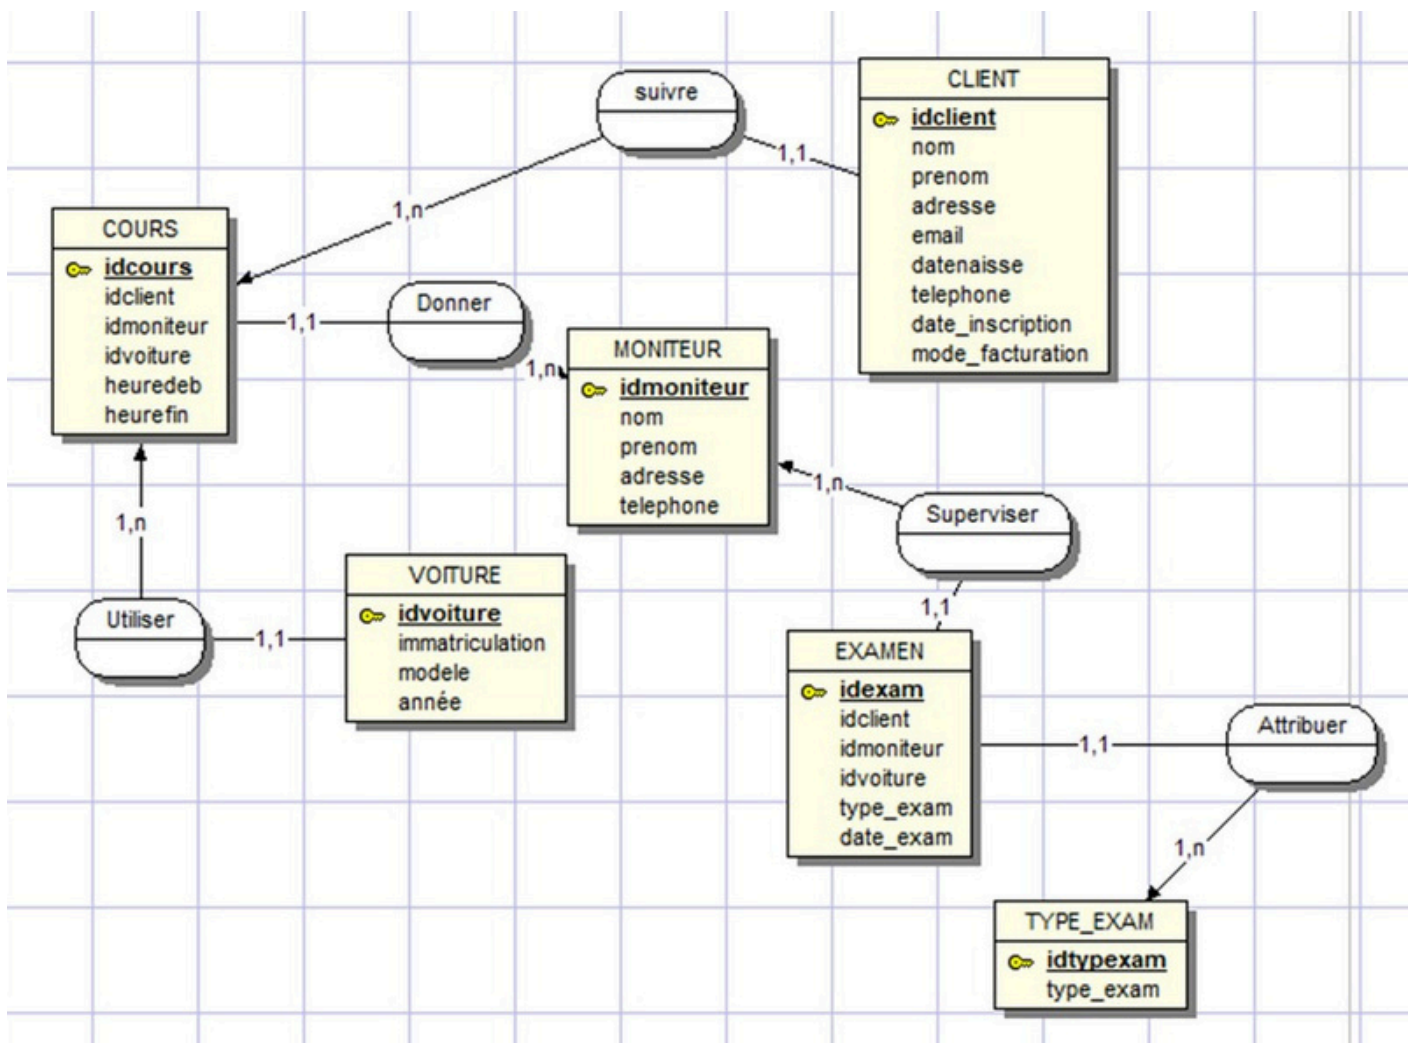 suivre
CLIENT
idclient
nom
prenom
adresse
email
datenaisse
telephone
date_inscription
mode_facturation
1,1
1,n
COURS
idcours
idclient
idmoniteur
idvoiture
heuredeb
heurefin
1,1
Donner
1,n
MONITEUR
idmoniteur
nom
prenom
adresse
telephone
1,n
Superviser
1,1
1,n
Utiliser
1,1
VOITURE
idvoiture
immatriculation
modele
année
EXAMEN
idexam
idclient
idmoniteur
idvoiture
type_exam
date_exam
1,1
Attribuer
1,n
TYPE_EXAM
idtypexam
type_exam